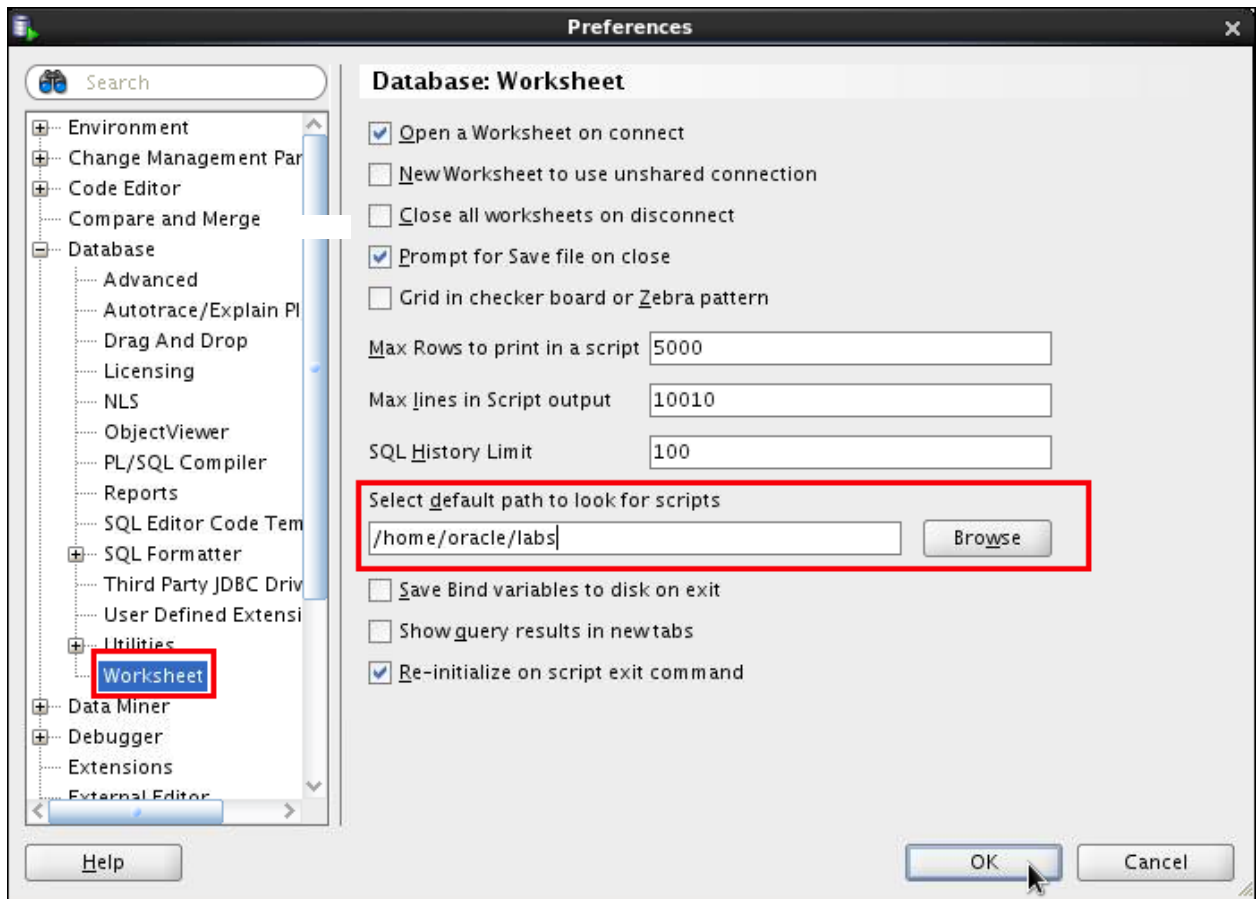 Preferences
Search
Environment
Change Management Par
Code Editor
Compare and Merge
Database
Advanced
Autotrace/Explain Pl
Drag And Drop
Licensing
NLS
ObjectViewer
PL/SQL Compiler
Reports
SQL Editor Code Tem
SQL Formatter
Third Party JDBC Driv
User Defined Extensi
Utilities
Worksheet
Data Miner
Debugger
Extensions
External Editor
Database: Worksheet
Open a Worksheet on connect
New Worksheet to use unshared connection
Close all worksheets on disconnect
Prompt for Save file on close
Grid in checker board or Zebra pattern
Max Rows to print in a script 5000
Max lines in Script output 10010
SQL History Limit 100
Select default path to look for scripts
/home/oracle/labs Browse
Save Bind variables to disk on exit
Show query results in new tabs
Re-initialize on script exit command
Help OK Cancel